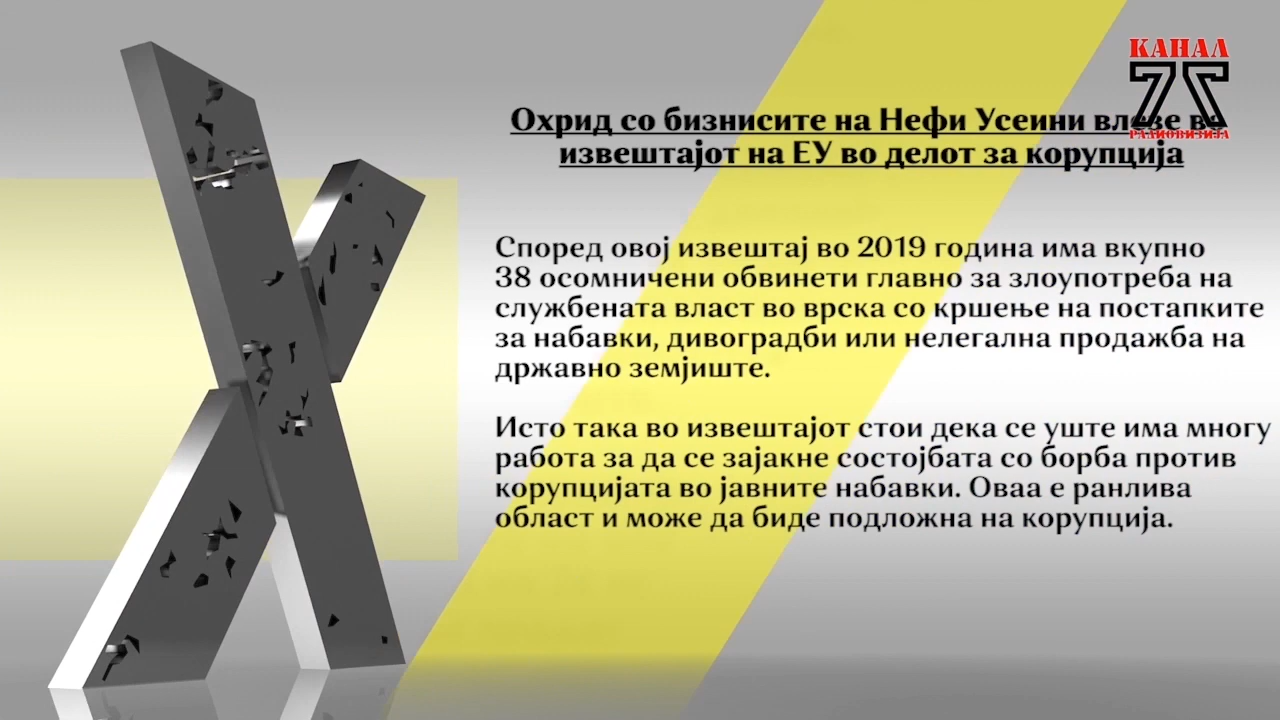 КАНАЛ
77
РАДИОВИЗИЈА
Охрид со бизнисите на Нефи Усеини влезе во
извештајот на ЕУ во делот за корупција
Според овој извештај во 2019 година има вкупно
38 осомничени обвинети главно за злоупотреба на
службената власт во врска со кршење на постапките
за набавки, дивоградби или нелегална продажба на
државно земјиште.
Исто така во извештајот стои дека се уште има многу
работа за да се зајакне состојбата со борба против
корупцијата во јавните набавки. Оваа е ранлива
област и може да биде подложна на корупција.